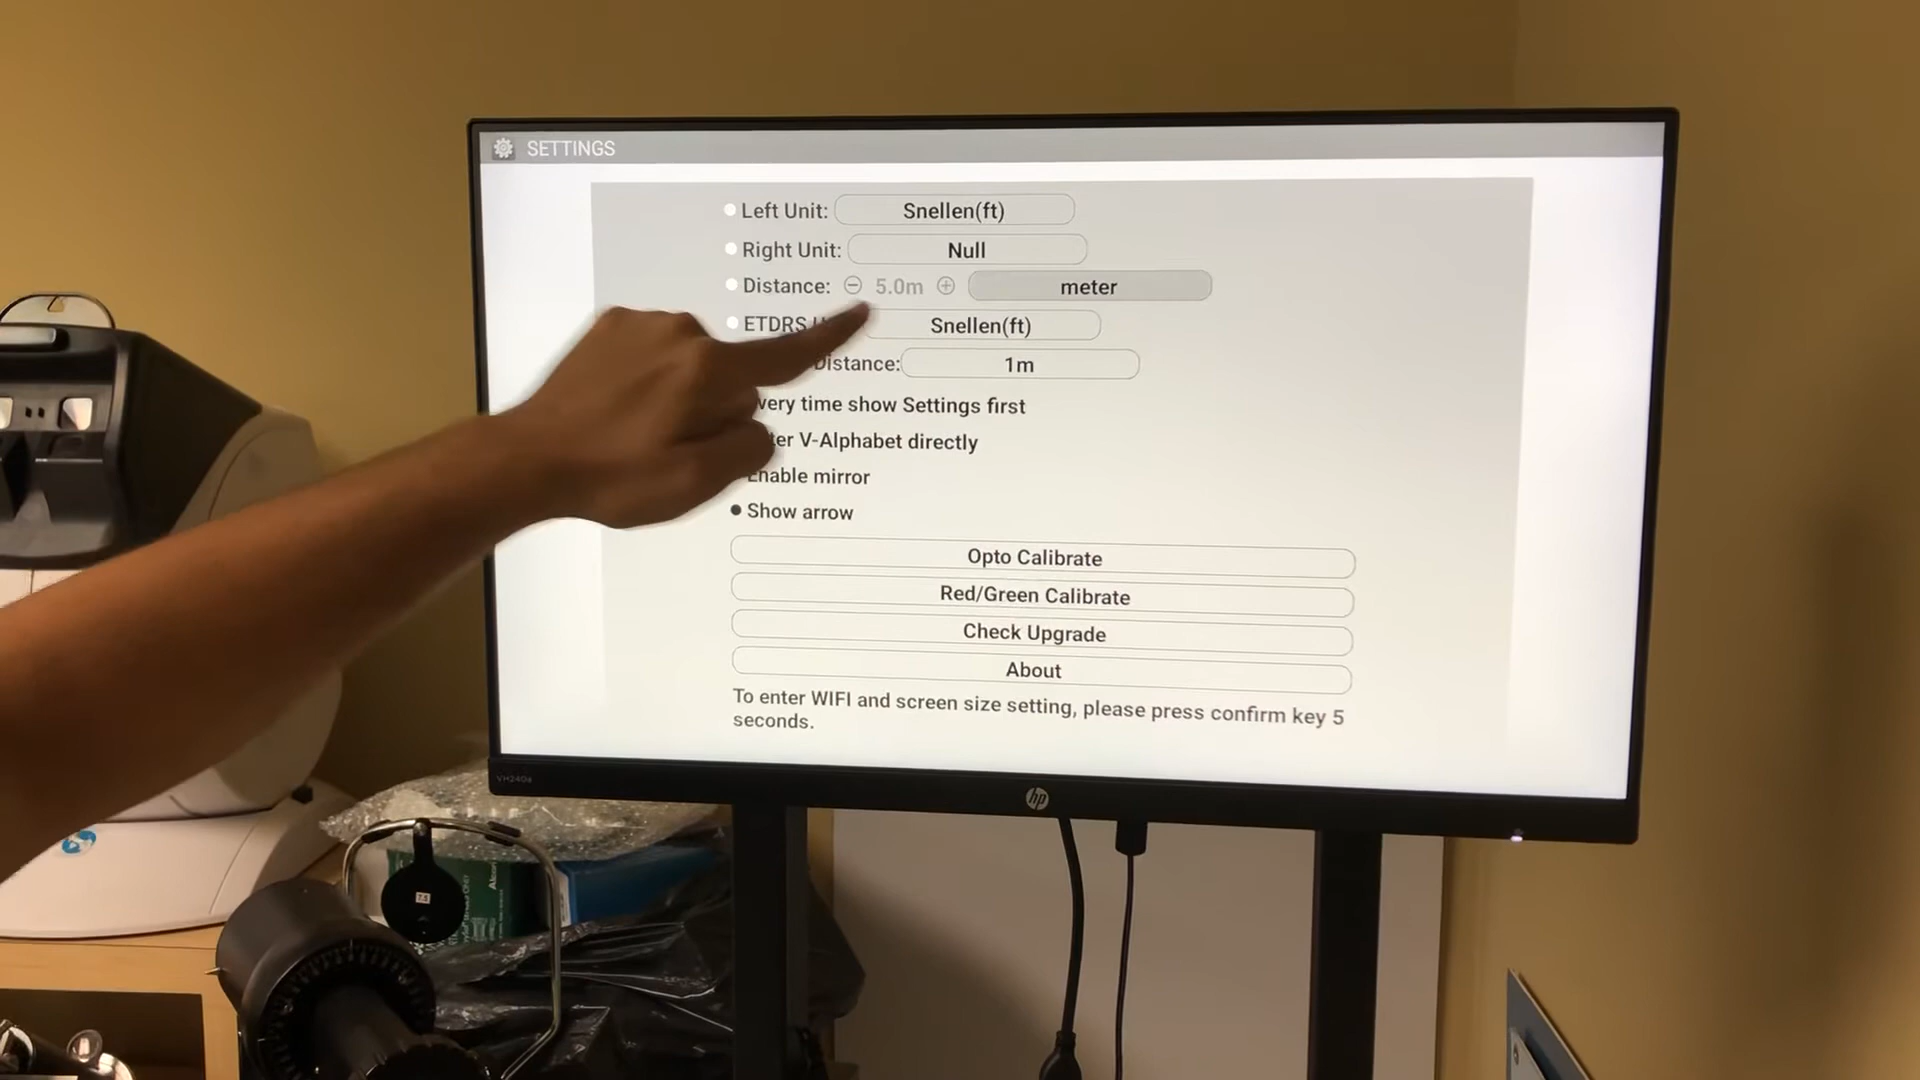 SETTINGS
Left Unit: Snellen(ft)
Right Unit: Null
Distance: 5.0m meter
ETDRS Snellen(ft)
Distance: 1m
very time show Settings first
ter V-Alphabet directly
Enable mirror
Show arrow
Opto Calibrate
Red/Green Calibrate
Check Upgrade
About
To enter WIFI and screen size setting, please press confirm key 5
seconds.
hp